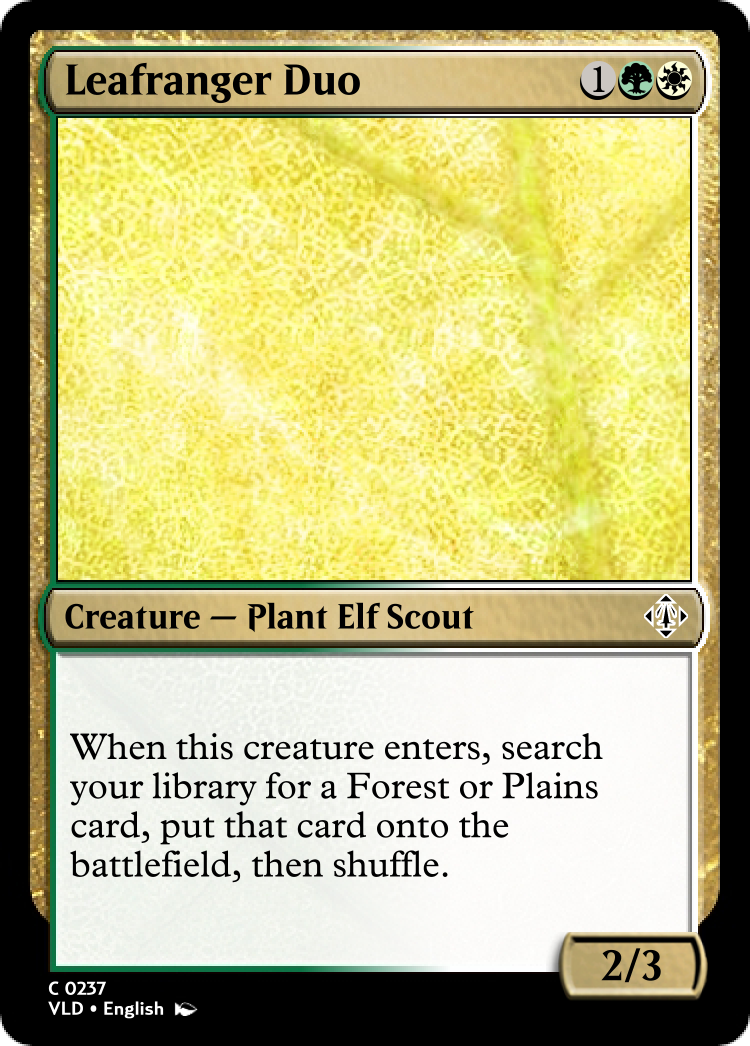 Leafranger Duo 1
Creature — Plant Elf Scout
When this creature enters, search
your library for a Forest or Plains
card, put that card onto the
battlefield, then shuffle.
2/3
C 0237
VLD • English